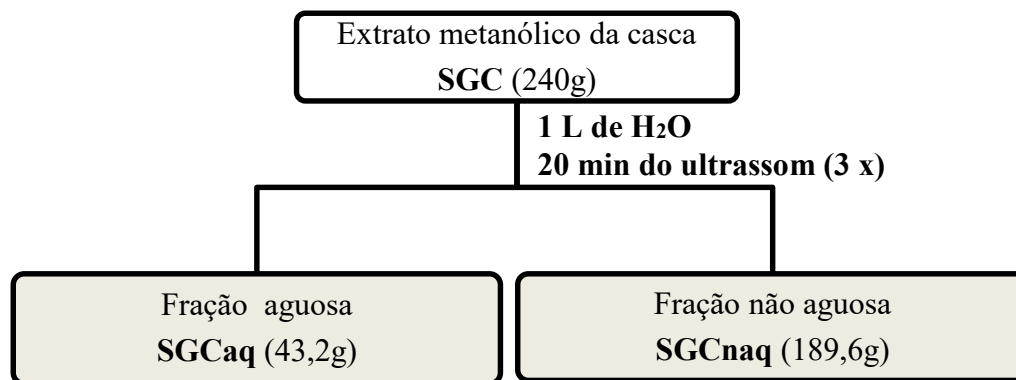 Extrato metanólico da casca
SGC (240g)
1 L de H₂O
20 min do ultrassom (3 x)
Fração aguosa
SGCaq (43,2g)
Fração não aguosa
SGCnaq (189,6g)